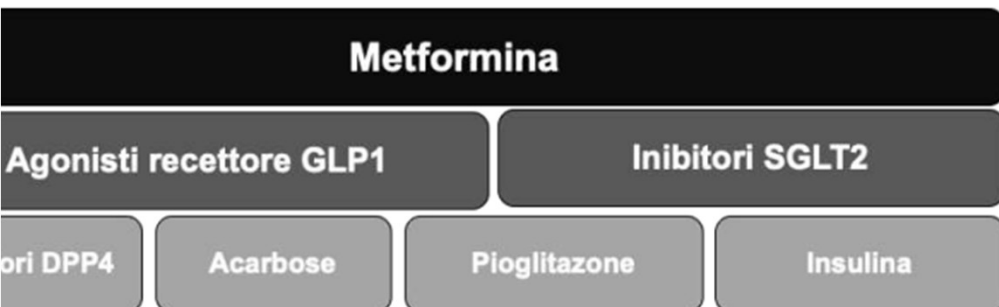 Metformina
Agonisti recettore GLP1
Inibitori SGLT2
ori DPP4
Acarbose
Pioglitazone
Insulina